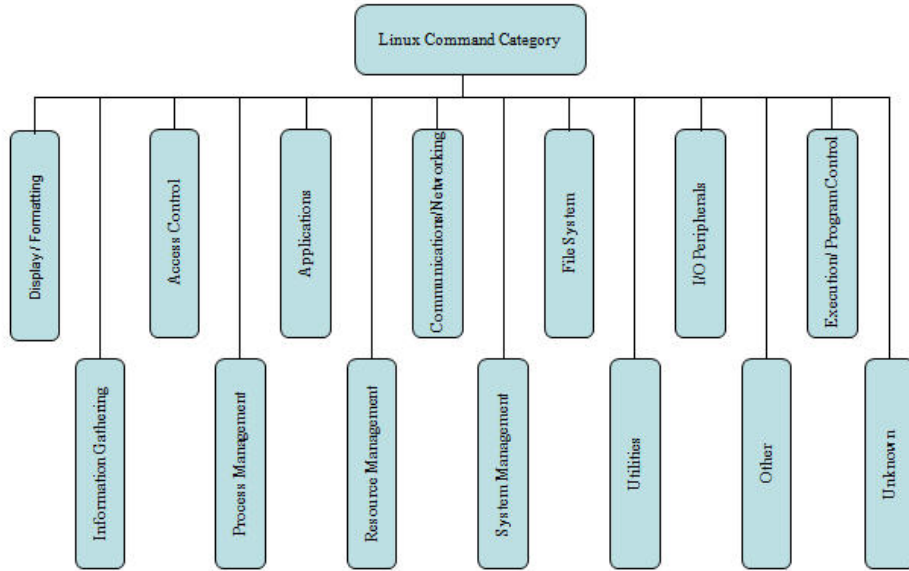 Linux Command Category
Display / Formatting
Access Control
Applications
Communications/Networking
File System
I/O Peripherals
Execution/ Program Control
Information Gathering
Process Management
Resource Management
System Management
Utilities
Other
Unknown